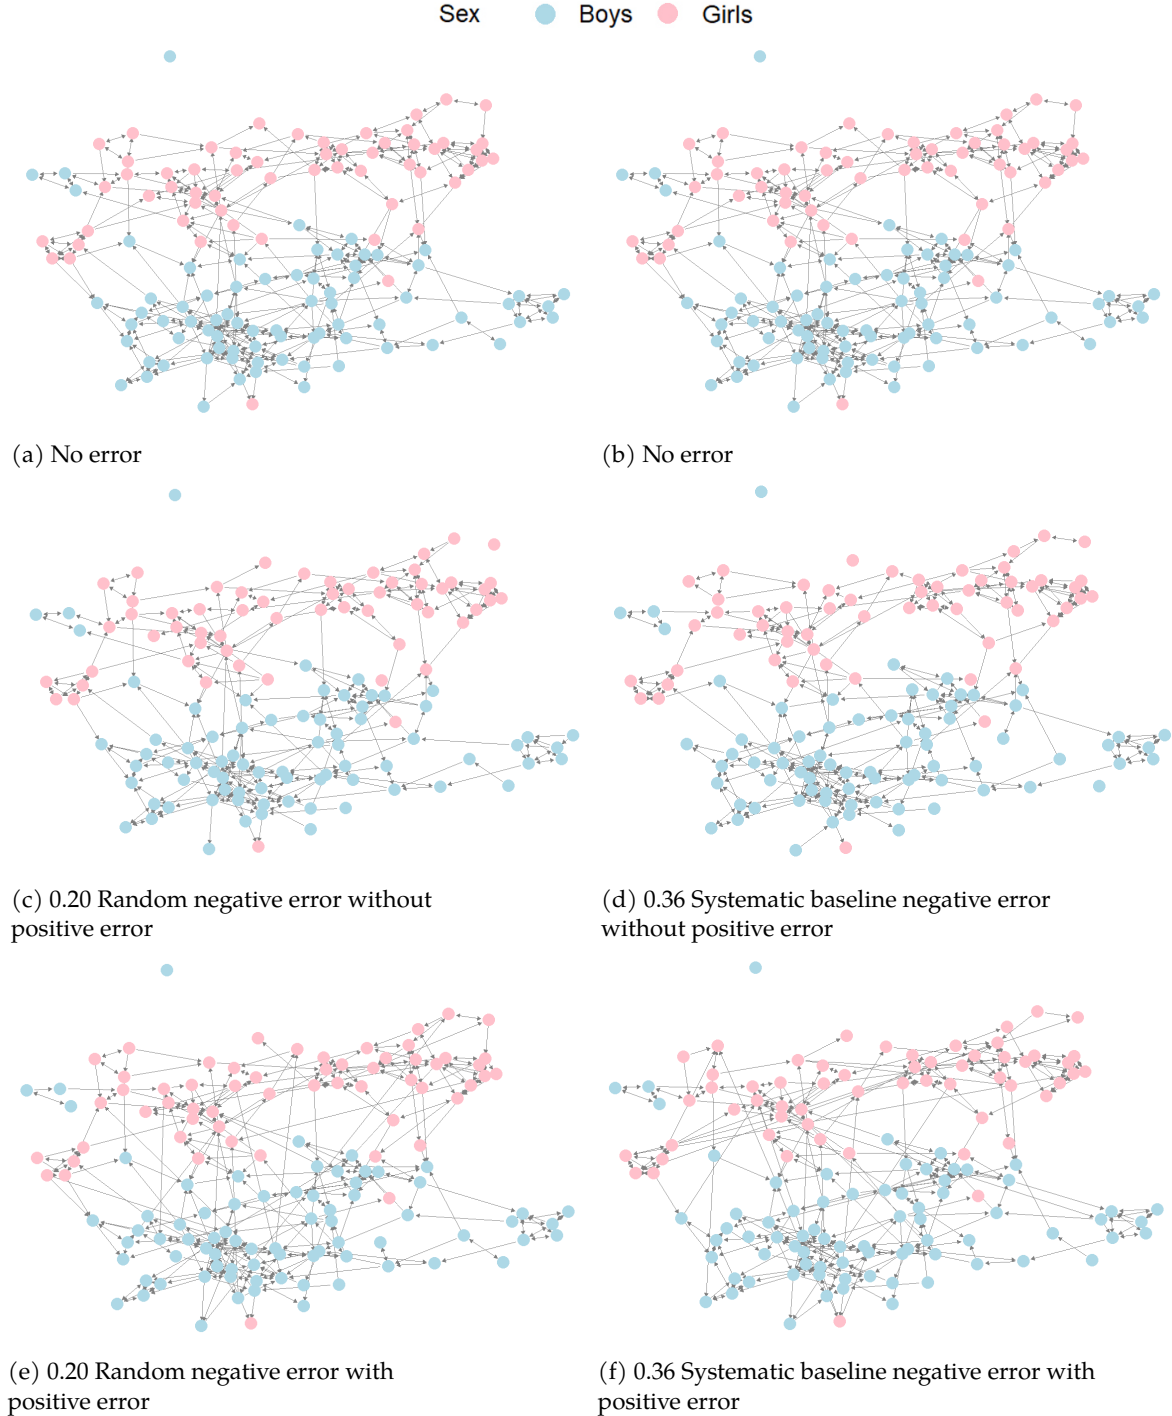 Sex Boys Girls
(a) No error
(b) No error
(c) 0.20 Random negative error without
positive error
(d) 0.36 Systematic baseline negative error
without positive error
(e) 0.20 Random negative error with
positive error
(f) 0.36 Systematic baseline negative error with
positive error